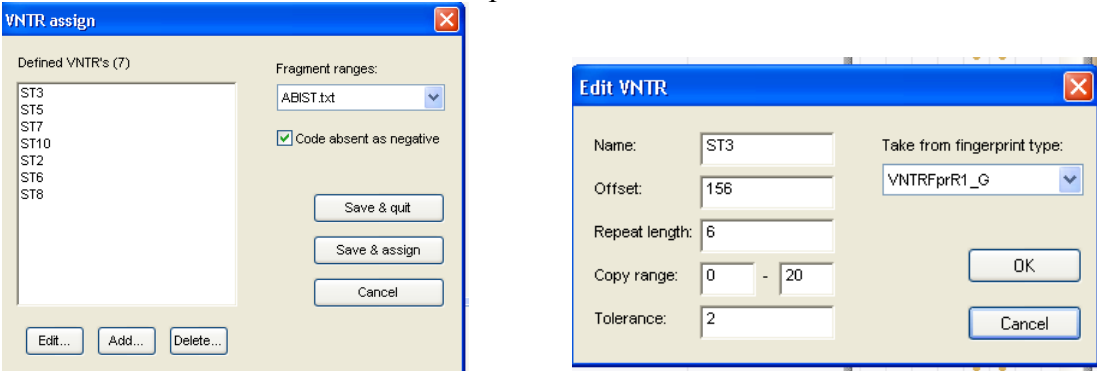 VNTR assign
Defined VNTR's (7)
ST3
ST5
ST7
ST10
ST2
ST6
ST8
Fragment ranges:
ABIST.txt
Code absent as negative
Save & quit
Save & assign
Cancel
Edit... Add... Delete...
Edit VNTR
Name: ST3
Offset: 156
Repeat length: 6
Copy range: 0 - 20
Tolerance: 2
Take from fingerprint type:
VNTRFprR1_G
OK
Cancel